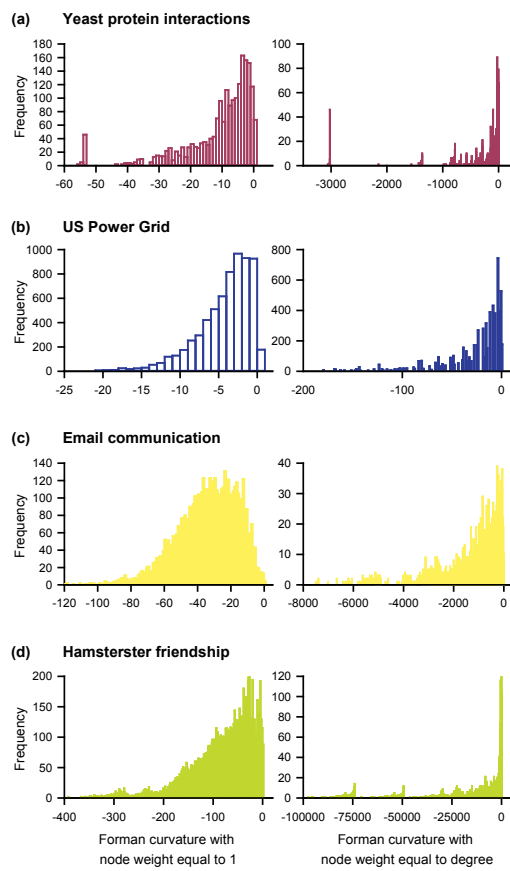 (a) Yeast protein interactions
Frequency
180
160
140
120
100
80
60
40
20
0
-60 -50 -40 -30 -20 -10 0
100
80
60
40
20
0
-3000 -2000 -1000 0
(b) US Power Grid
Frequency
1000
800
600
400
200
0
-25 -20 -15 -10 -5 0
800
600
400
200
0
-200 -100 0
(c) Email communication
Frequency
140
120
100
80
60
40
20
0
-120 -100 -80 -60 -40 -20 0
40
30
20
10
0
-8000 -6000 -4000 -2000 0
(d) Hamsterster friendship
Frequency
200
150
100
50
0
-400 -300 -200 -100 0
120
100
80
60
40
20
0
-100000 -75000 -50000 -25000 0
Forman curvature with
node weight equal to 1
Forman curvature with
node weight equal to degree